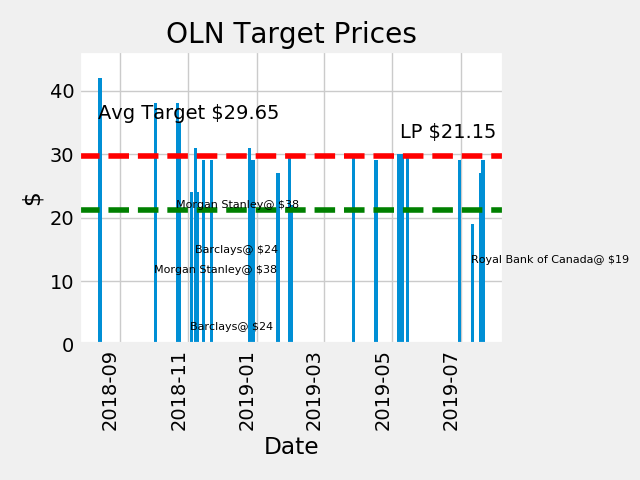 OLN Target Prices
40
Avg Target $29.65
LP $21.15
30
Morgan Stanley@ $38
20
Barclays@ $24
Royal Bank of Canada@ $19
Morgan Stanley@ $38
10
Barclays@ $24
0
$
2018-09
2018-11
2019-01
2019-03
2019-05
2019-07
Date